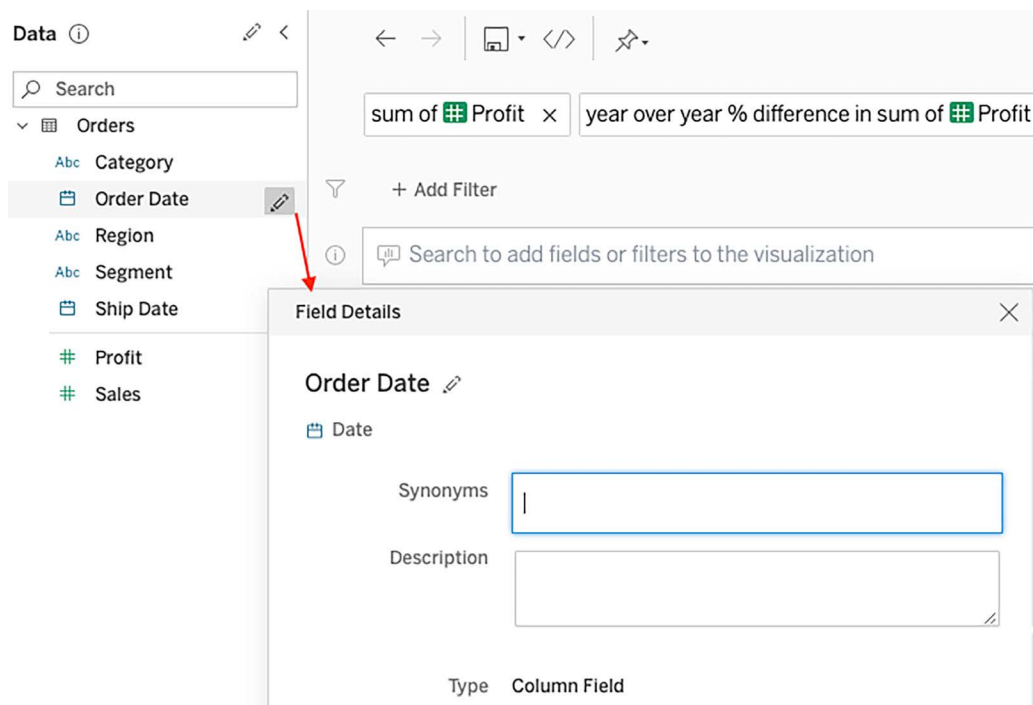 Data
Search
Orders
Abc Category
Order Date
Abc Region
Abc Segment
Ship Date
Profit
Sales
sum of Profit
year over year % difference in sum of Profit
+ Add Filter
Search to add fields or filters to the visualization
Field Details
Order Date
Date
Synonyms
Description
Type Column Field